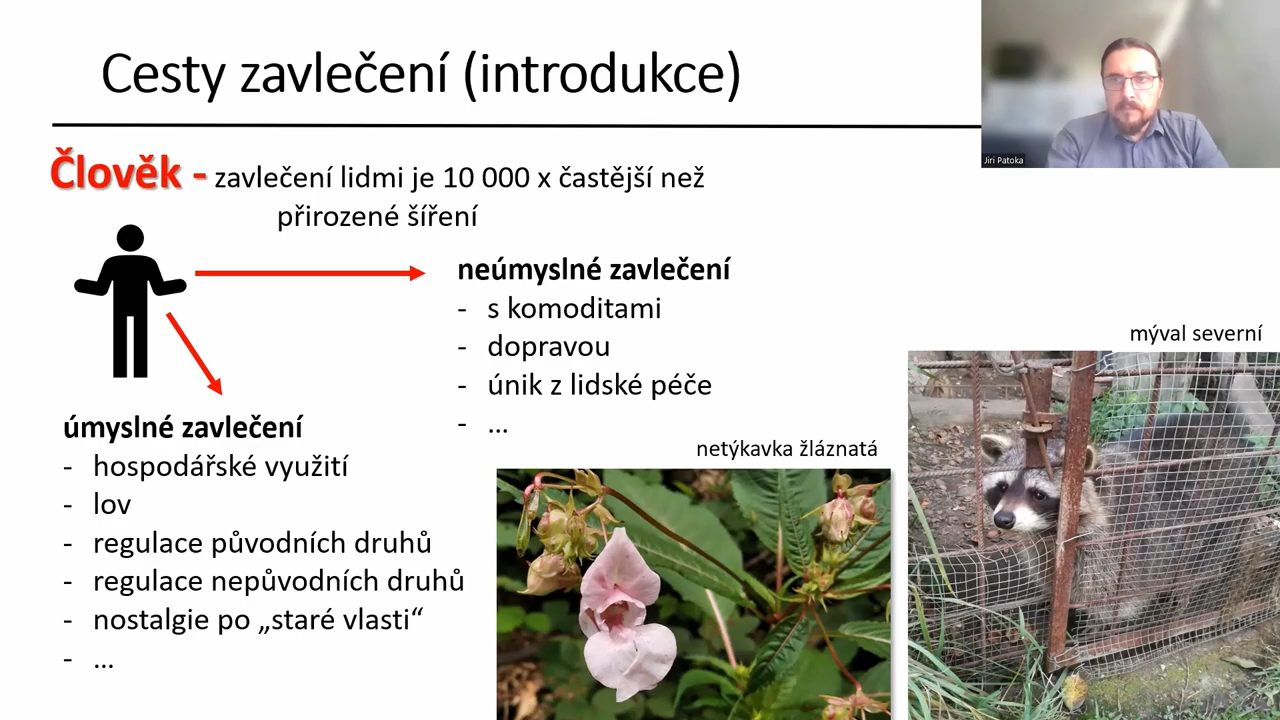 Cesty zavlečení (introdukce)
Jiri Patoka
Člověk - zavlečení lidmi je 10 000 x častější než
přirozené šíření
neúmyslné zavlečení
- s komoditami
- dopravou
- únik z lidské péče
- ...
úmyslné zavlečení
- hospodářské využití
- lov
- regulace původních druhů
- regulace nepůvodních druhů
- nostalgie po „staré vlasti“
- ...
netýkavka žláznatá
mýval severní